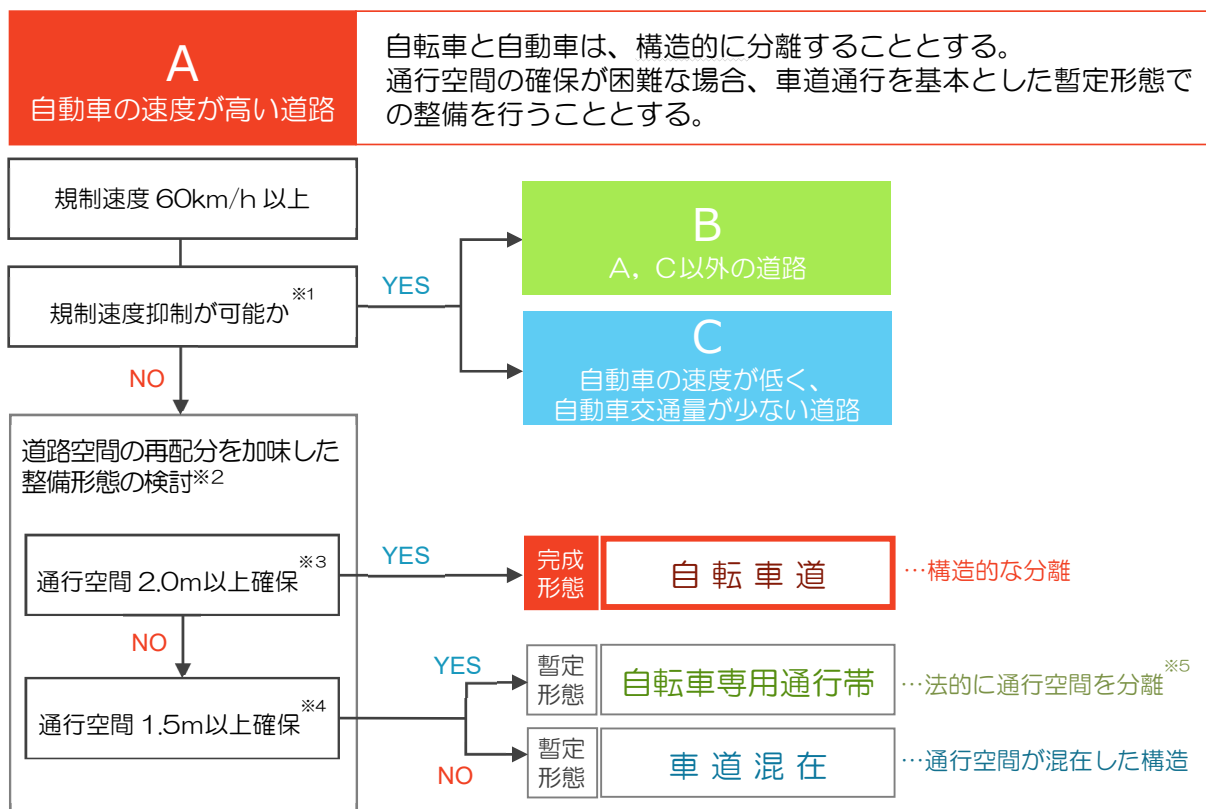 A
自動車の速度が高い道路
自転車と自動車は、構造的に分離することとする。
通行空間の確保が困難な場合、車道通行を基本とした暫定形態で
の整備を行うこととする。
規制速度 60km/h 以上
規制速度抑制が可能か※1
YES
B
A，C以外の道路
C
自動車の速度が低く、
自動車交通量が少ない道路
NO
道路空間の再配分を加味した
整備形態の検討※2
通行空間 2.0m以上確保※3
YES
完成
形態
自転車道
…構造的な分離
NO
通行空間 1.5m以上確保※4
YES
暫定
形態
自転車専用通行帯
…法的に通行空間を分離※5
NO
暫定
形態
車道混在
…通行空間が混在した構造